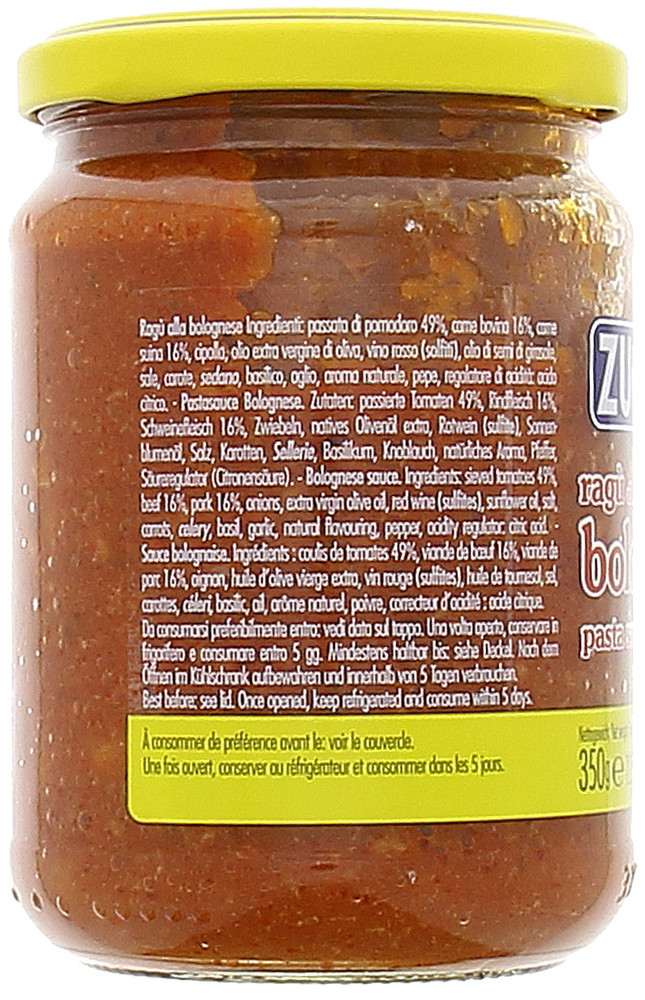 Ragù alla bolognese Ingredienti: passata di pomodoro 49%, carne bovina 16%, carne
suina 16%, cipolla, olio extra vergine di oliva, vino rosso (solfiti), olio di semi di girasole,
sale, carote, sedano, basilico, aglio, aroma naturale, pepe, regolatore di acidità: acido
citrico. - Pastasauce Bolognese. Zutaten: passierte Tomaten 49%, Rindfleisch 16%,
Schweinefleisch 16%, Zwiebeln, natives Olivenöl extra, Rotwein (sulfite), Sonnen-
blumenöl, Salz, Karotten, Sellerie, Basilikum, Knoblauch, natürliches Aroma, Pfeffer,
Säureregulator (Citronensäure). - Bolognese sauce. Ingredients: sieved tomatoes 49%,
beef 16%, pork 16%, onions, extra virgin olive oil, red wine (sulfites), sunflower oil, salt,
carrots, celery, basil, garlic, natural flavouring, pepper, acidity regulator: citric acid. -
Sauce bolognaise. Ingrédients : coulis de tomates 49%, viande de bœuf 16%, viande de
porc 16%, oignon, huile d'olive vierge extra, vin rouge (sulfites), huile de tournesol, sel,
carottes, céleri, basilic, ail, arôme naturel, poivre, correcteur d'acidité : acide citrique.
Da consumarsi preferibilmente entro: vedi data sul tappo. Una volta aperto, conservare in
frigorifero e consumare entro 5 gg. Mindestens haltbar bis: siehe Deckel. Nach dem
Öffnen im Kühlschrank aufbewahren und innerhalb von 5 Tagen verbrauchen.
Best before: see lid. Once opened, keep refrigerated and consume within 5 days.
À consommer de préférence avant le: voir le couvercle.
Une fois ouvert, conserver au réfrigérateur et consommer dans les 5 jours.
ZU
ragù
bol
pasta s
350g e